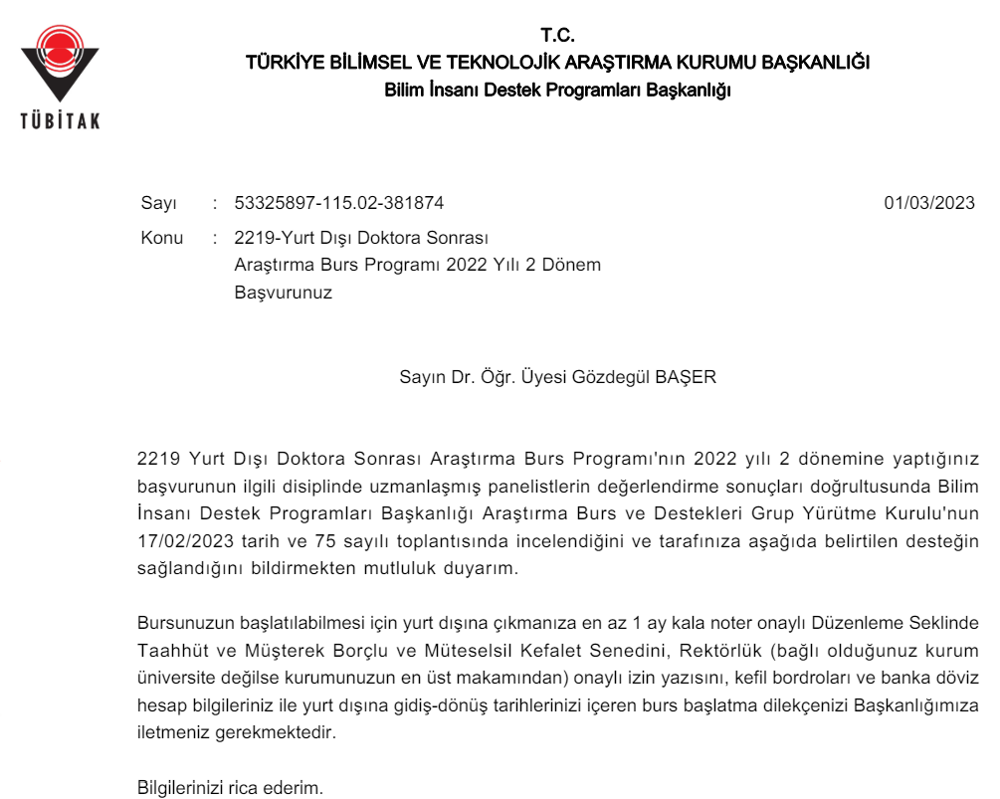 T.C.
TÜRKİYE BİLİMSEL VE TEKNOLOJİK ARAŞTIRMA KURUMU BAŞKANLIĞI
Bilim İnsanı Destek Programları Başkanlığı
TÜBİTAK
Sayı : 53325897-115.02-381874 01/03/2023
Konu : 2219-Yurt Dışı Doktora Sonrası
Araştırma Burs Programı 2022 Yılı 2 Dönem
Başvurunuz
Sayın Dr. Öğr. Üyesi Gözdegül BAŞER
2219 Yurt Dışı Doktora Sonrası Araştırma Burs Programı'nın 2022 yılı 2 dönemine yaptığınız
başvurunun ilgili disiplinde uzmanlaşmış panelistlerin değerlendirme sonuçları doğrultusunda Bilim
İnsanı Destek Programları Başkanlığı Araştırma Burs ve Destekleri Grup Yürütme Kurulu'nun
17/02/2023 tarih ve 75 sayılı toplantısında incelendiğini ve tarafınıza aşağıda belirtilen desteğin
sağlandığını bildirmekten mutluluk duyarım.
Bursunuzun başlatılabilmesi için yurt dışına çıkmanıza en az 1 ay kala noter onaylı Düzenleme Seklinde
Taahhüt ve Müşterek Borçlu ve Müteselsil Kefalet Senedini, Rektörlük (bağlı olduğunuz kurum
üniversite değilse kurumunuzun en üst makamından) onaylı izin yazısını, kefil bordroları ve banka döviz
hesap bilgileriniz ile yurt dışına gidiş-dönüş tarihlerinizi içeren burs başlatma dilekçenizi Başkanlığımıza
iletmeniz gerekmektedir.
Bilgilerinizi rica ederim.